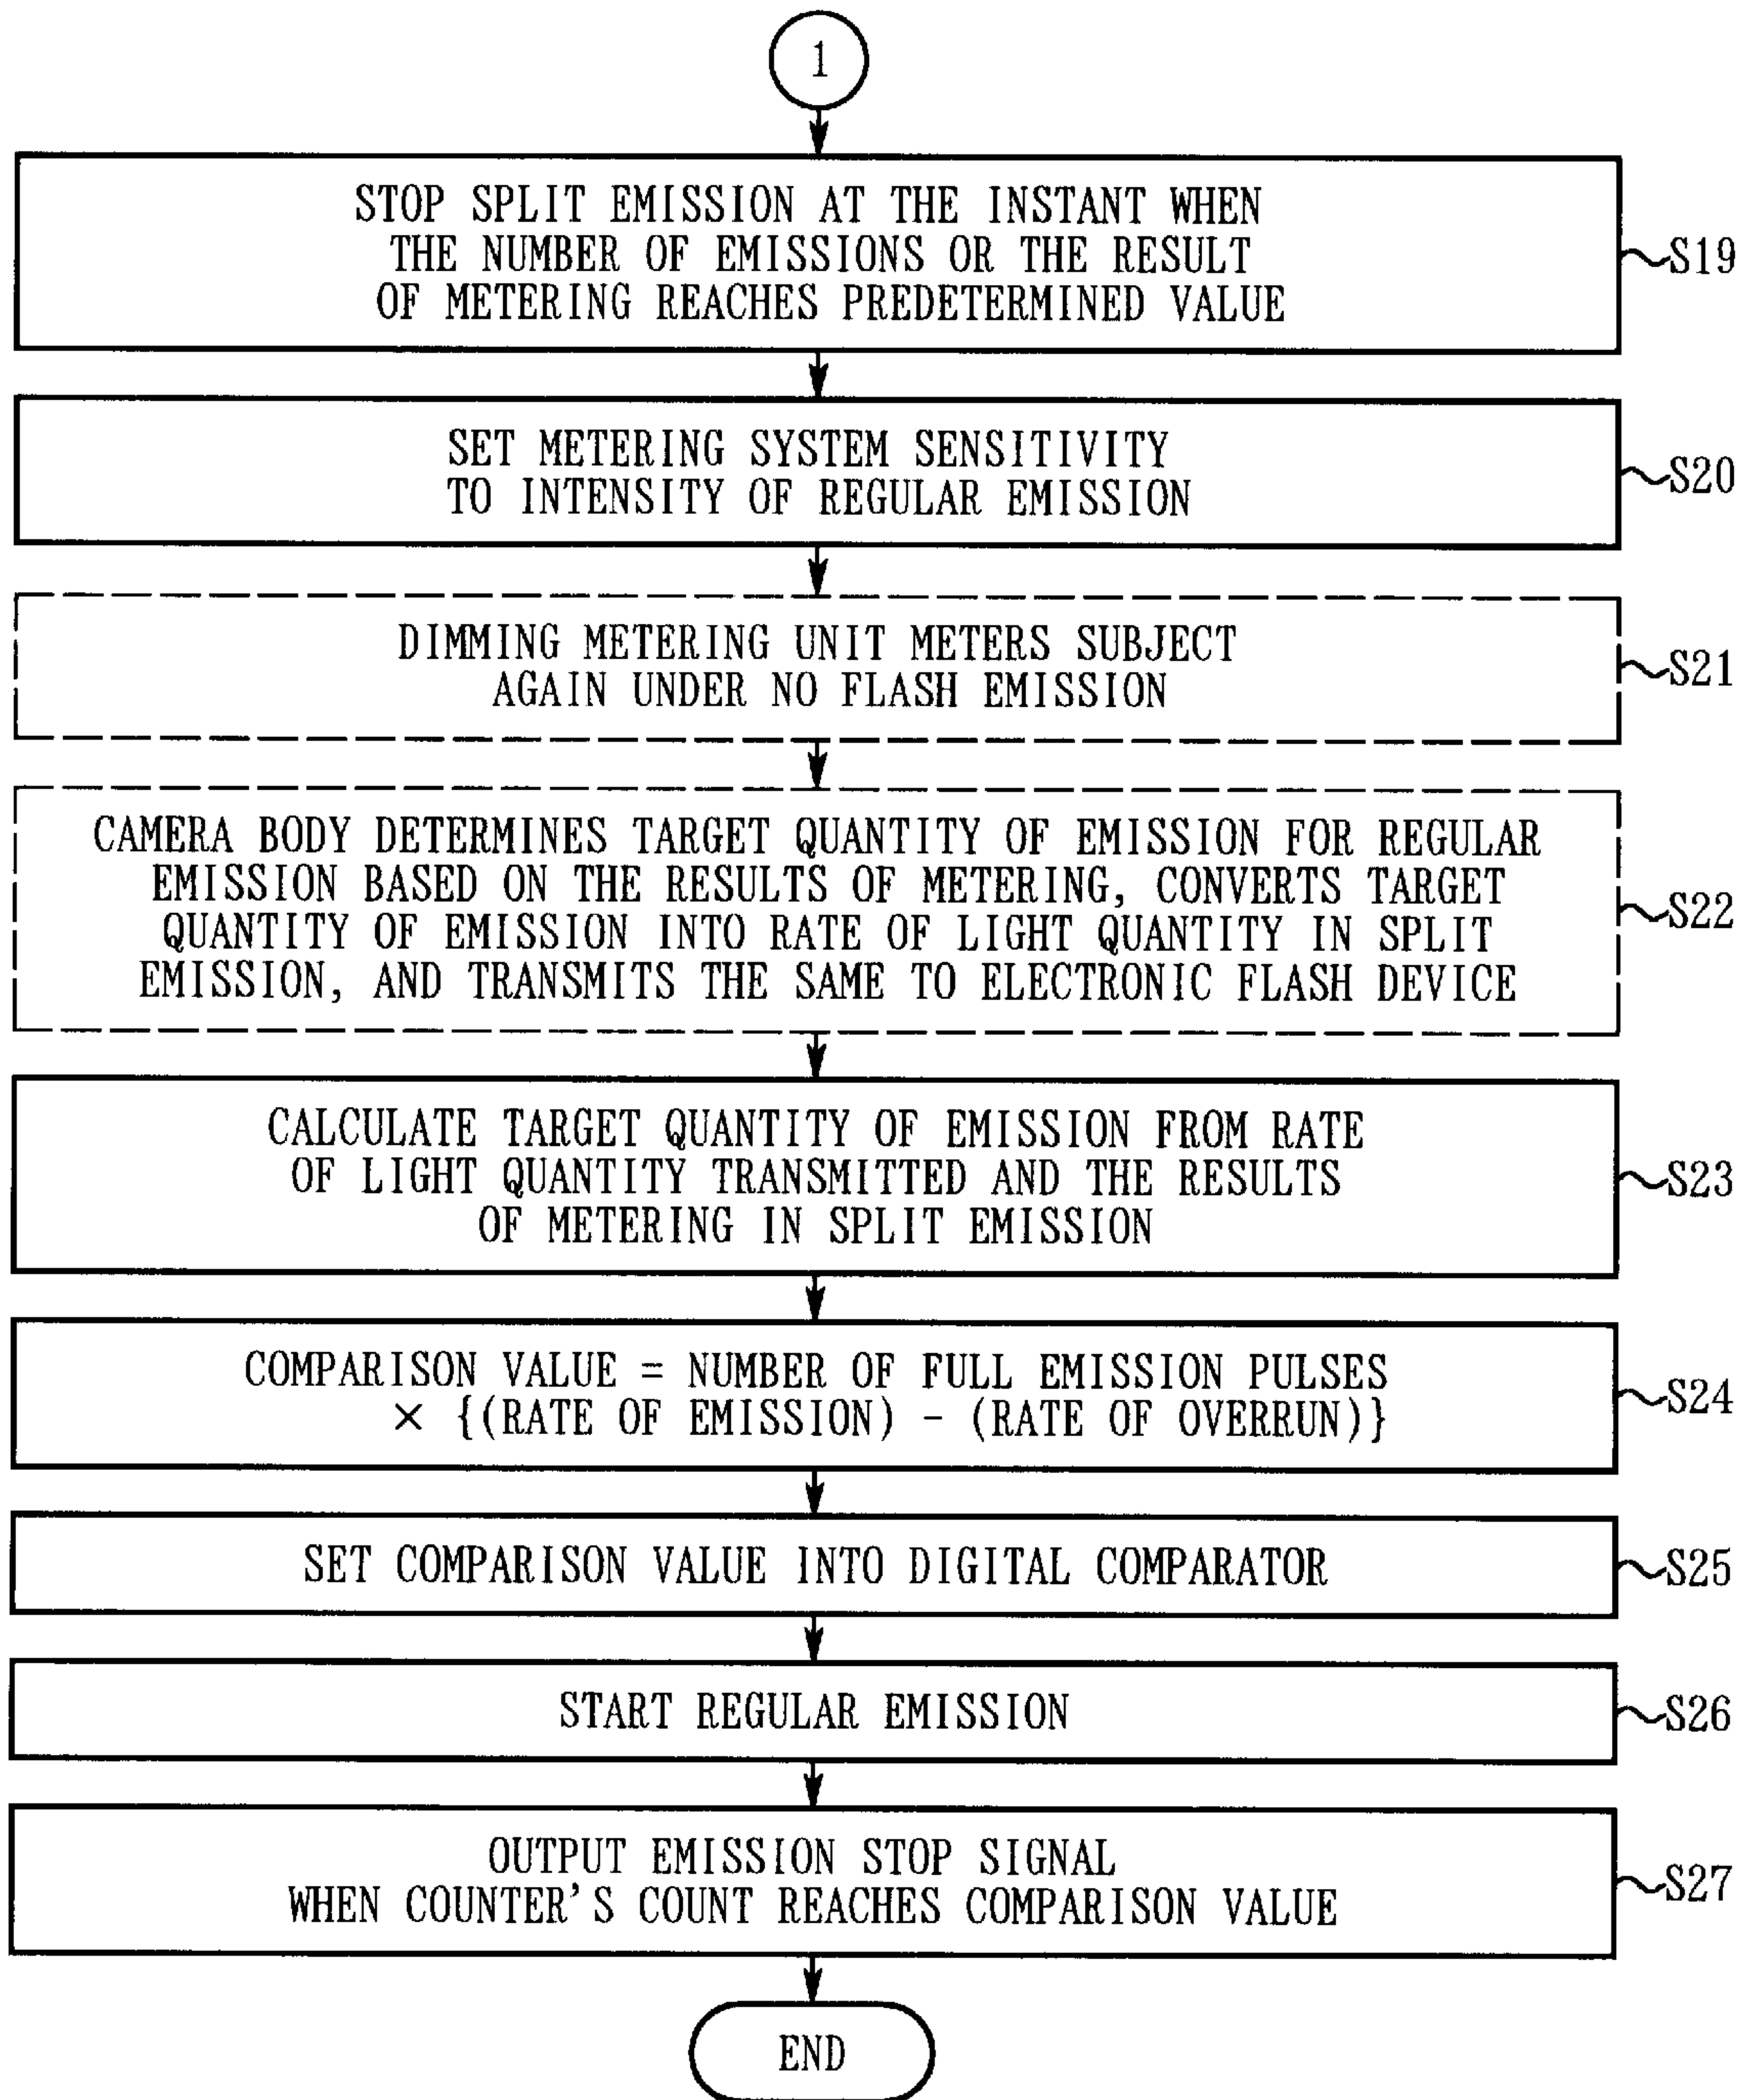 1
STOP SPLIT EMISSION AT THE INSTANT WHEN
THE NUMBER OF EMISSIONS OR THE RESULT
OF METERING REACHES PREDETERMINED VALUE
S19
SET METERING SYSTEM SENSITIVITY
TO INTENSITY OF REGULAR EMISSION
S20
DIMMING METERING UNIT METERS SUBJECT
AGAIN UNDER NO FLASH EMISSION
S21
CAMERA BODY DETERMINES TARGET QUANTITY OF EMISSION FOR REGULAR
EMISSION BASED ON THE RESULTS OF METERING, CONVERTS TARGET
QUANTITY OF EMISSION INTO RATE OF LIGHT QUANTITY IN SPLIT
EMISSION, AND TRANSMITS THE SAME TO ELECTRONIC FLASH DEVICE
S22
CALCULATE TARGET QUANTITY OF EMISSION FROM RATE
OF LIGHT QUANTITY TRANSMITTED AND THE RESULTS
OF METERING IN SPLIT EMISSION
S23
COMPARISON VALUE = NUMBER OF FULL EMISSION PULSES
× {(RATE OF EMISSION) - (RATE OF OVERRUN)}
S24
SET COMPARISON VALUE INTO DIGITAL COMPARATOR
S25
START REGULAR EMISSION
S26
OUTPUT EMISSION STOP SIGNAL
WHEN COUNTER'S COUNT REACHES COMPARISON VALUE
S27
END